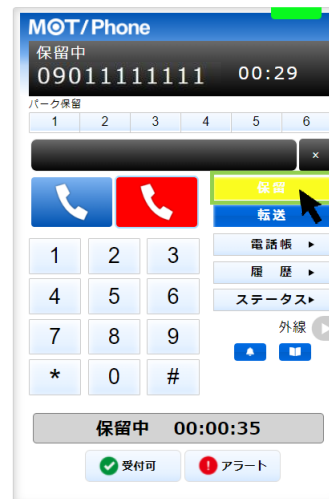 MOT/Phone
保留中
09011111111 00:29
パーク保留
1 2 3 4 5 6
×
保留
転送
電話帳 ▶
1 2 3
履 歴 ▶
4 5 6
ステータス▶
7 8 9
外線
* 0 #
保留中 00:00:35
受付可 アラート